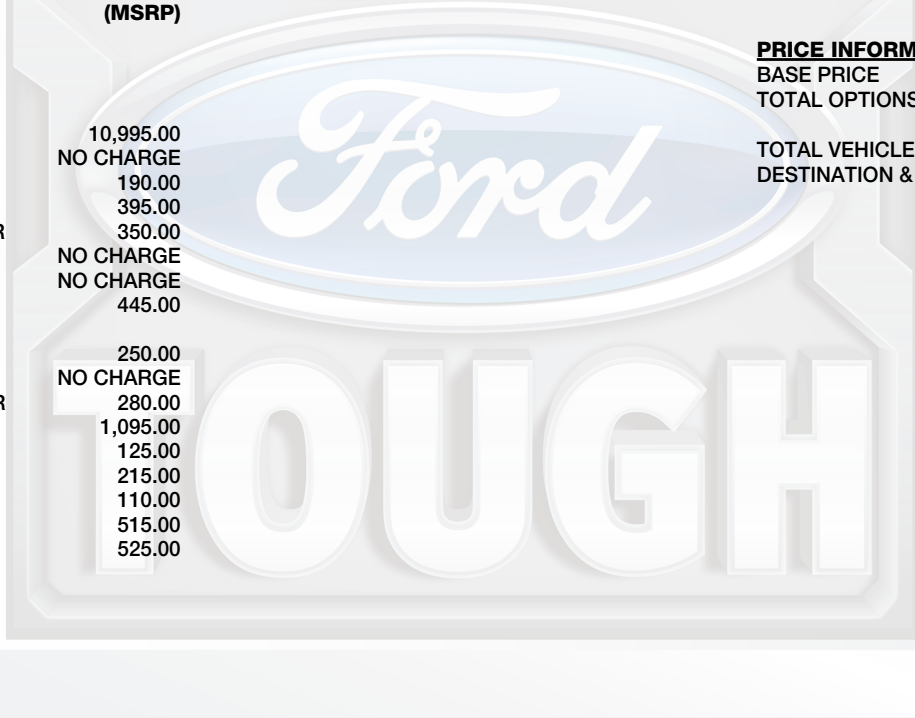 (MSRP)
10,995.00
NO CHARGE
190.00
395.00
R 350.00
NO CHARGE
NO CHARGE
445.00
250.00
NO CHARGE
R 280.00
1,095.00
125.00
215.00
110.00
515.00
525.00
PRICE INFORM
BASE PRICE
TOTAL OPTIONS
TOTAL VEHICLE
DESTINATION &
Ford
TOUGH